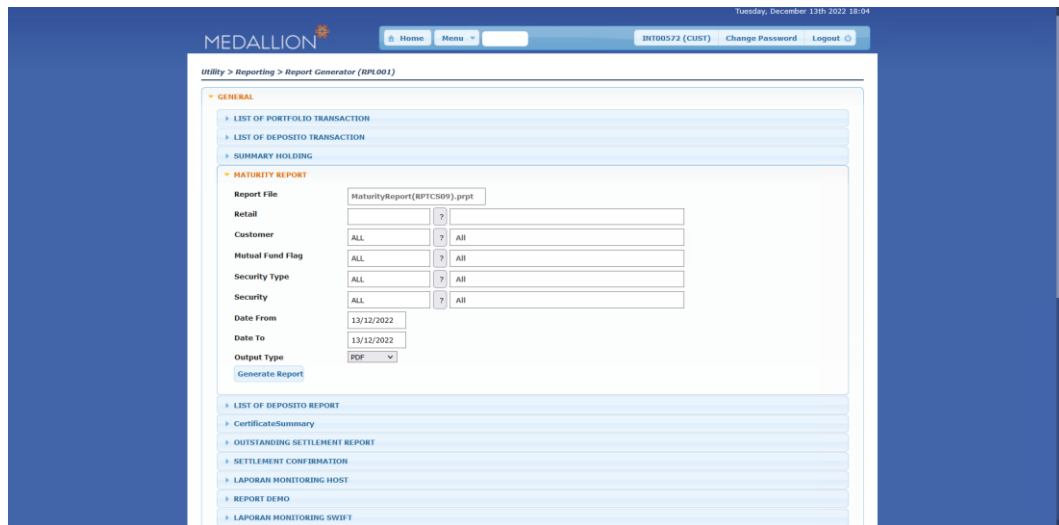 Tuesday, December 13th 2022 18:04
MEDALLION
Home Menu INT00572 (CUST) Change Password Logout
Utility > Reporting > Report Generator (RPL001)
GENERAL
LIST OF PORTFOLIO TRANSACTION
LIST OF DEPOSITO TRANSACTION
SUMMARY HOLDING
MATURITY REPORT
Report File MaturityReport(RPTCS09).prpt
Retail ?
Customer ALL ? All
Mutual Fund Flag ALL ? All
Security Type ALL ? All
Security ALL ? All
Date From 13/12/2022
Date To 13/12/2022
Output Type PDF
Generate Report
LIST OF DEPOSITO REPORT
CertificateSummary
OUTSTANDING SETTLEMENT REPORT
SETTLEMENT CONFIRMATION
LAPORAN MONITORING HOST
REPORT DEMO
LAPORAN MONITORING SWIFT